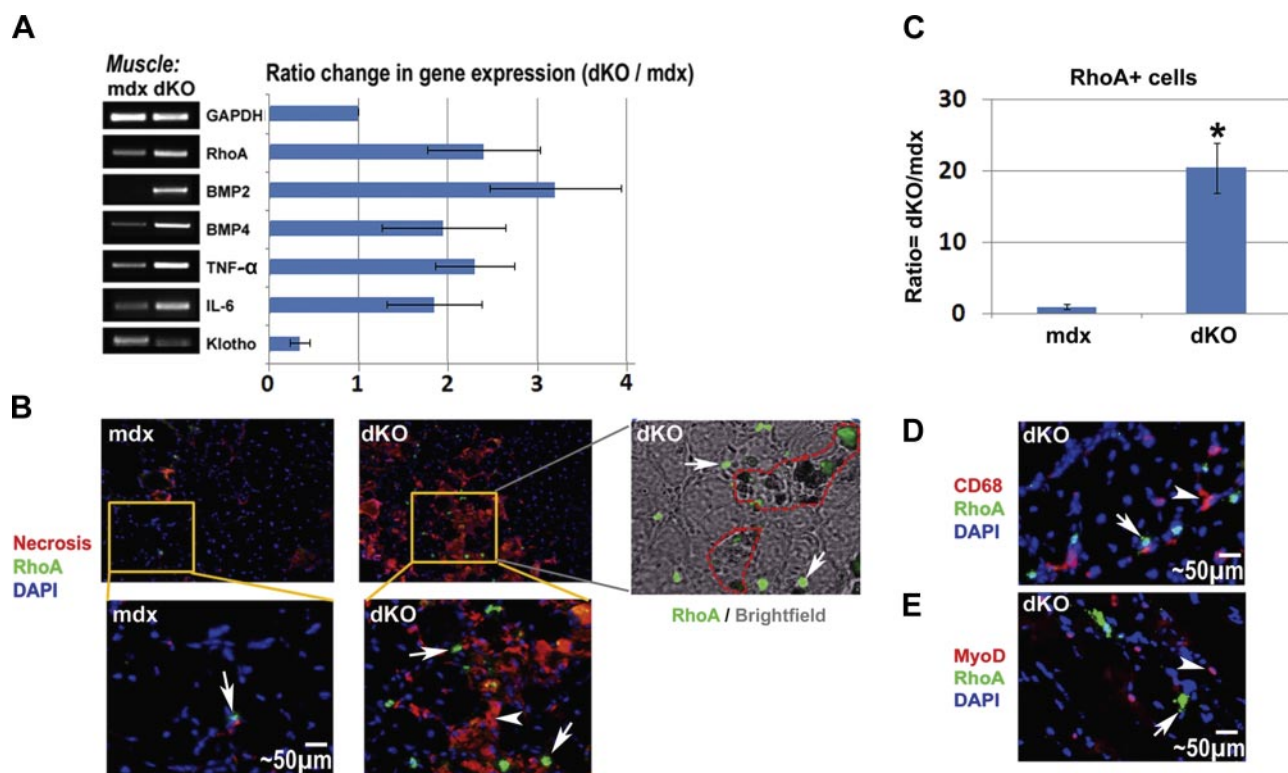 A
Muscle:
mdx dKO
Ratio change in gene expression (dKO / mdx)
GAPDH
RhoA
BMP2
BMP4
TNF-α
IL-6
Klotho
0 1 2 3 4
C
RhoA+ cells
Ratio= dKO/mdx
30
20
10
0
*
mdx dKO
B
Necrosis
RhoA
DAPI
mdx
dKO
dKO
RhoA / Brightfield
mdx
~50µm
dKO
D
CD68
RhoA
DAPI
dKO
~50µm
E
MyoD
RhoA
DAPI
dKO
~50µm